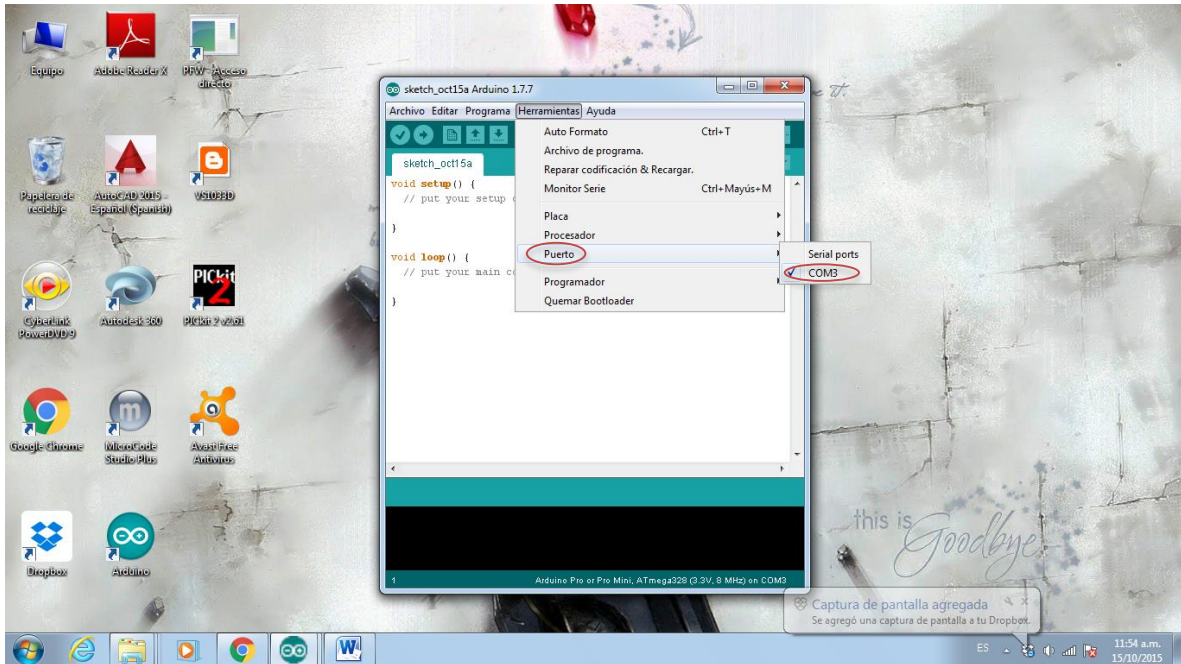 Equipo
Adobe Reader X
PFW - Acceso
directo
Papelera de
reciclaje
AutoCAD 2015 -
Español (Spanish)
VS1033D
CyberLink
PowerDVD 9
Autodesk 360
PICkit
2
PICkit 2 v2.61
Google Chrome
m
MicroCode
Studio Plus
Avast Free
Antivirus
Dropbox
Arduino
sketch_oct15a Arduino 1.7.7
Archivo Editar Programa Herramientas Ayuda
sketch_oct15a
void setup() {
// put your setup
}
void loop() {
// put your main
}
Auto Formato Ctrl+T
Archivo de programa.
Reparar codificación & Recargar.
Monitor Serie Ctrl+Mayús+M
Placa
Procesador
Puerto
Programador
Quemar Bootloader
Serial ports
COM3
1 Arduino Pro or Pro Mini, ATmega328 (3.3V, 8 MHz) on COM3
this is Goodbye
Captura de pantalla agregada
Se agregó una captura de pantalla a tu Dropbox.
ES
11:54 a.m.
15/10/2015